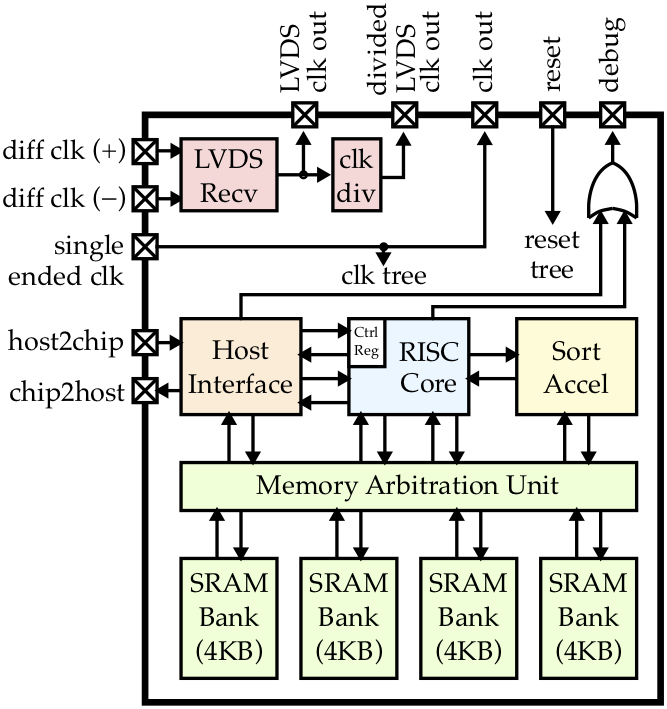 LVDS
clk out
divided
LVDS
clk out
clk out
reset
debug
diff clk (+)
diff clk (−)
single
ended clk
host2chip
chip2host
LVDS
Recv
clk
div
clk tree
reset
tree
Host
Interface
Ctrl
Reg
RISC
Core
Sort
Accel
Memory Arbitration Unit
SRAM
Bank
(4KB)
SRAM
Bank
(4KB)
SRAM
Bank
(4KB)
SRAM
Bank
(4KB)